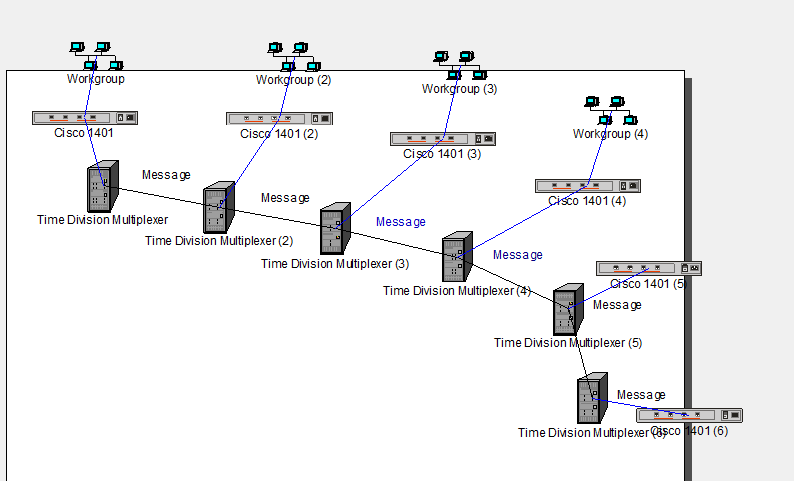 Workgroup
Workgroup (2)
Workgroup (3)
Workgroup (4)
Cisco 1401
Cisco 1401 (2)
Cisco 1401 (3)
Cisco 1401 (4)
Message
Message
Message
Message
Time Division Multiplexer
Time Division Multiplexer (2)
Time Division Multiplexer (3)
Time Division Multiplexer (4)
Cisco 1401 (5)
Message
Time Division Multiplexer (5)
Message
Time Division Multiplexer (6)
Cisco 1401 (6)